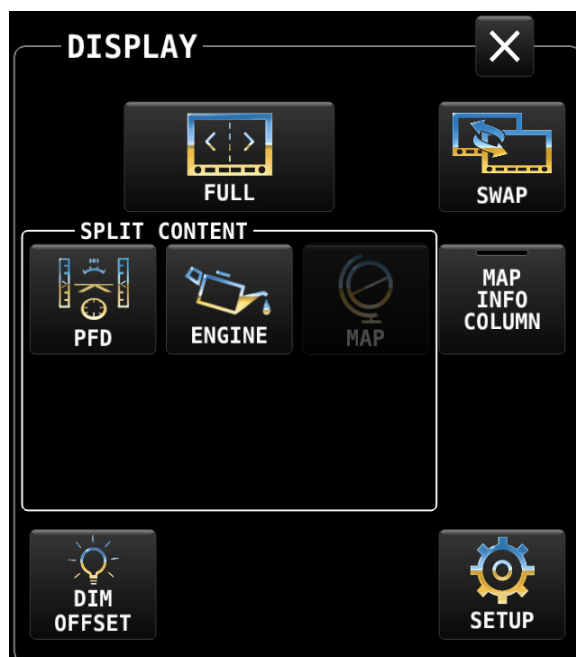 DISPLAY
FULL
SWAP
SPLIT CONTENT
PFD
ENGINE
MAP
MAP
INFO
COLUMN
DIM
OFFSET
SETUP